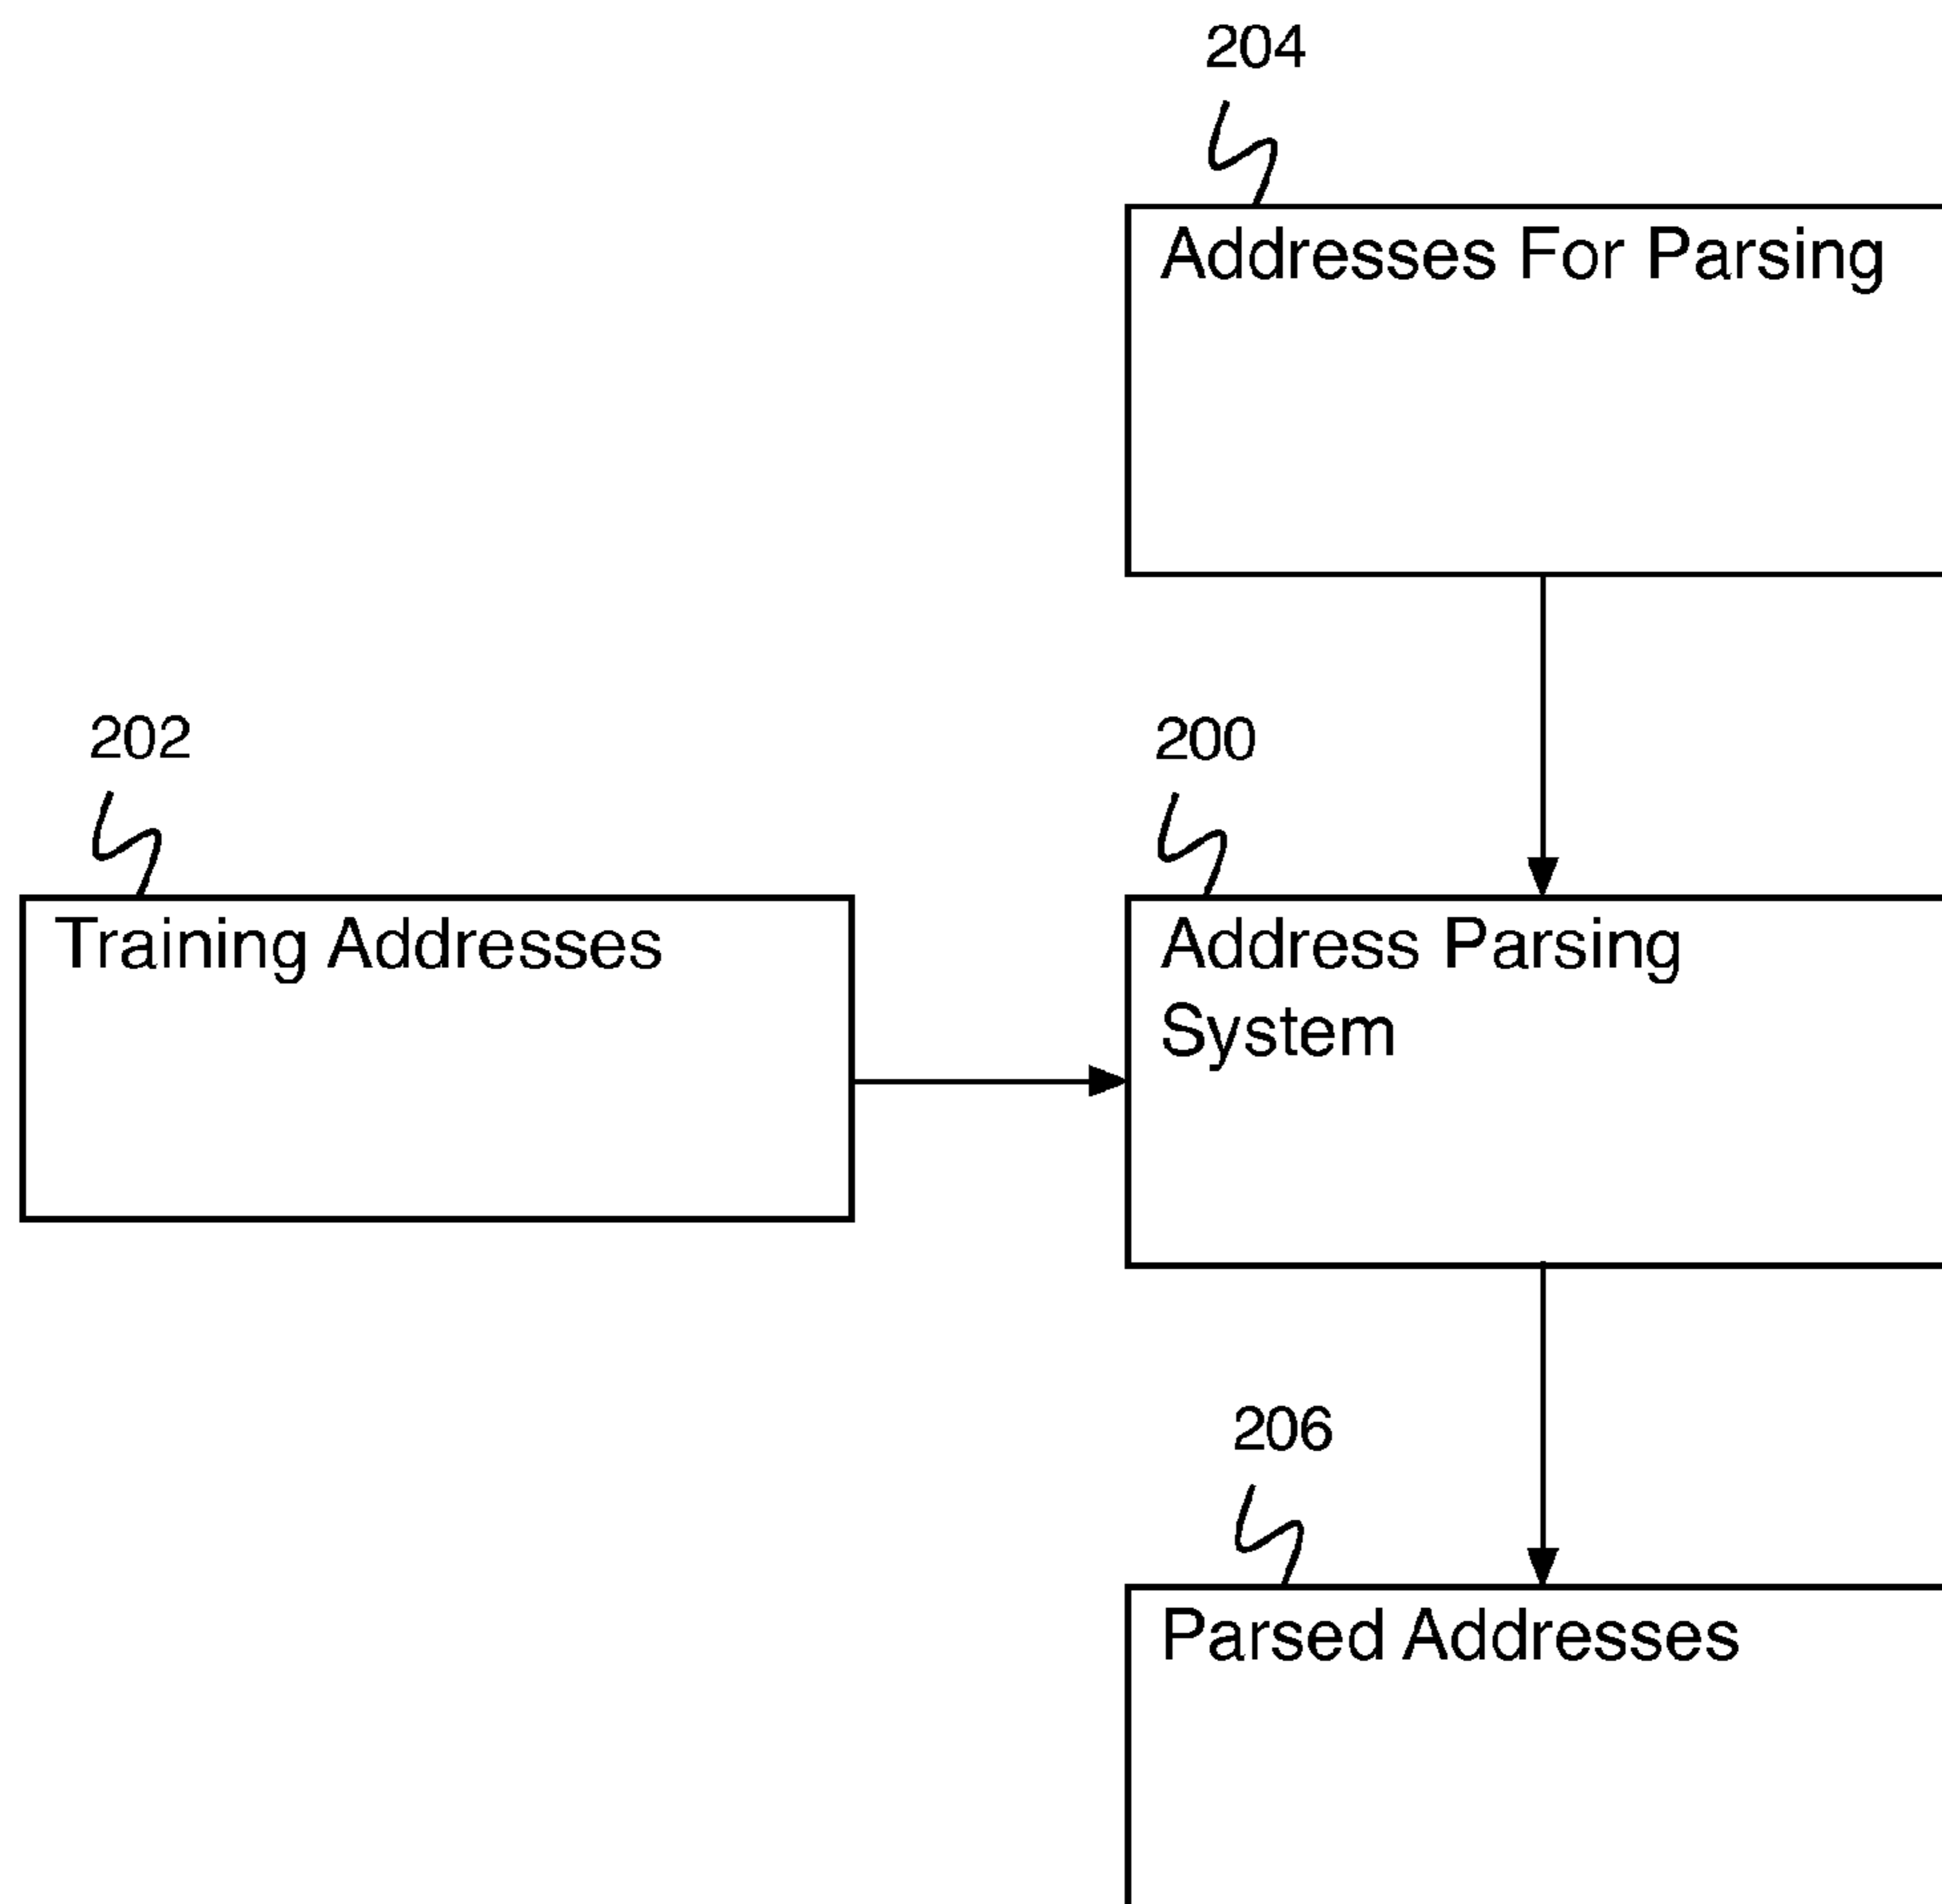 204
Addresses For Parsing
202
Training Addresses
200
Address Parsing
System
206
Parsed Addresses